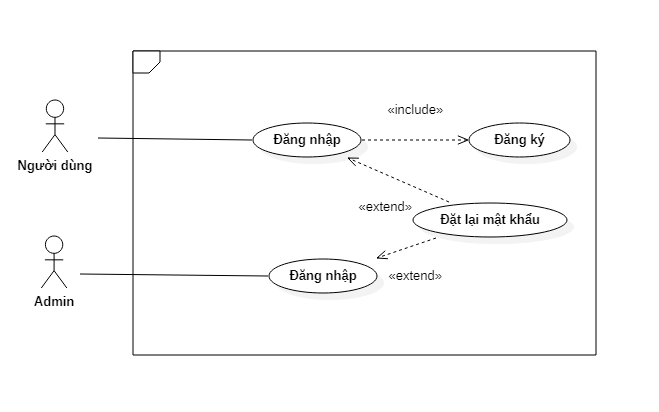 «include»
Đăng nhập
Đăng ký
Người dùng
«extend»
Đặt lại mật khẩu
Đăng nhập
«extend»
Admin